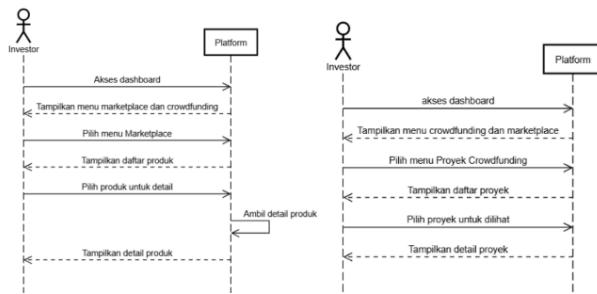 Investor
Platform
Akses dashboard
Tampilkan menu marketplace dan crowdfunding
Pilih menu Marketplace
Tampilkan daftar produk
Pilih produk untuk detail
Ambil detail produk
Tampilkan detail produk
Investor
Platform
akses dashboard
Tampilkan menu crowdfunding dan marketplace
Pilih menu Proyek Crowdfunding
Tampilkan daftar proyek
Pilih proyek untuk dilihat
Tampilkan detail proyek